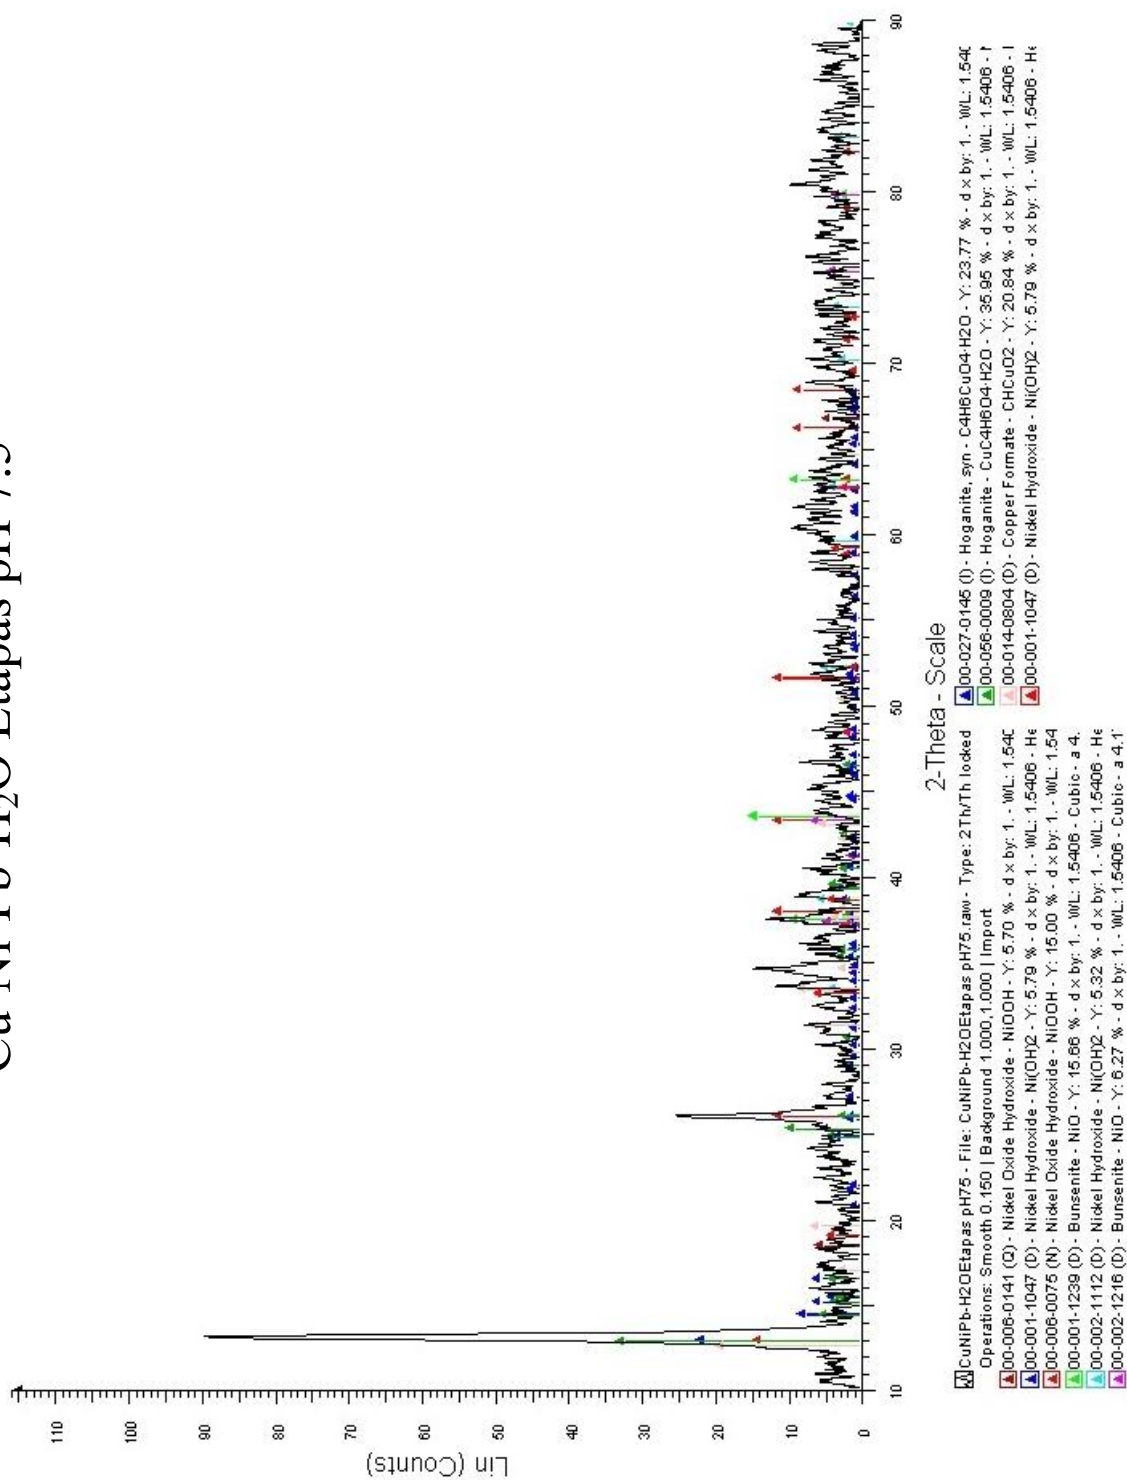 Cu Ni Pb H2O Etapas pH 7.5
Lin (Counts)
110
100
90
80
70
60
50
40
30
20
10
0
10
20
30
40
50
60
70
80
90
2-Theta - Scale
CuNiPb-H2OEtapas pH75 - File: CuNiPb-H2OEtapas pH75.raw - Type: 2Th/Th locked
Operations: Smooth 0.150 | Background 1.000,1.000 | Import
00-006-0141 (Q) - Nickel Oxide Hydroxide - NiOOH - Y: 5.70 % - d x by: 1. - WL: 1.540
00-001-1047 (D) - Nickel Hydroxide - Ni(OH)2 - Y: 5.79 % - d x by: 1. - WL: 1.5406 - He
00-006-0075 (N) - Nickel Oxide Hydroxide - NiOOH - Y: 15.00 % - d x by: 1. - WL: 1.54
00-001-1239 (D) - Bunsenite - NiO - Y: 15.66 % - d x by: 1. - WL: 1.5406 - Cubic - a 4.
00-002-1112 (D) - Nickel Hydroxide - Ni(OH)2 - Y: 5.32 % - d x by: 1. - WL: 1.5406 - He
00-002-1216 (D) - Bunsenite - NiO - Y: 6.27 % - d x by: 1. - WL: 1.5406 - Cubic - a 4.1
00-027-0145 (I) - Hoganite, syn - C4H6CuO4·H2O - Y: 23.77 % - d x by: 1. - WL: 1.540
00-056-0009 (I) - Hoganite - CuC4H6O4·H2O - Y: 35.95 % - d x by: 1. - WL: 1.5406 -
00-014-0804 (D) - Copper Formate - CHCuO2 - Y: 20.84 % - d x by: 1. - WL: 1.5406 -
00-001-1047 (D) - Nickel Hydroxide - Ni(OH)2 - Y: 5.79 % - d x by: 1. - WL: 1.5406 - He